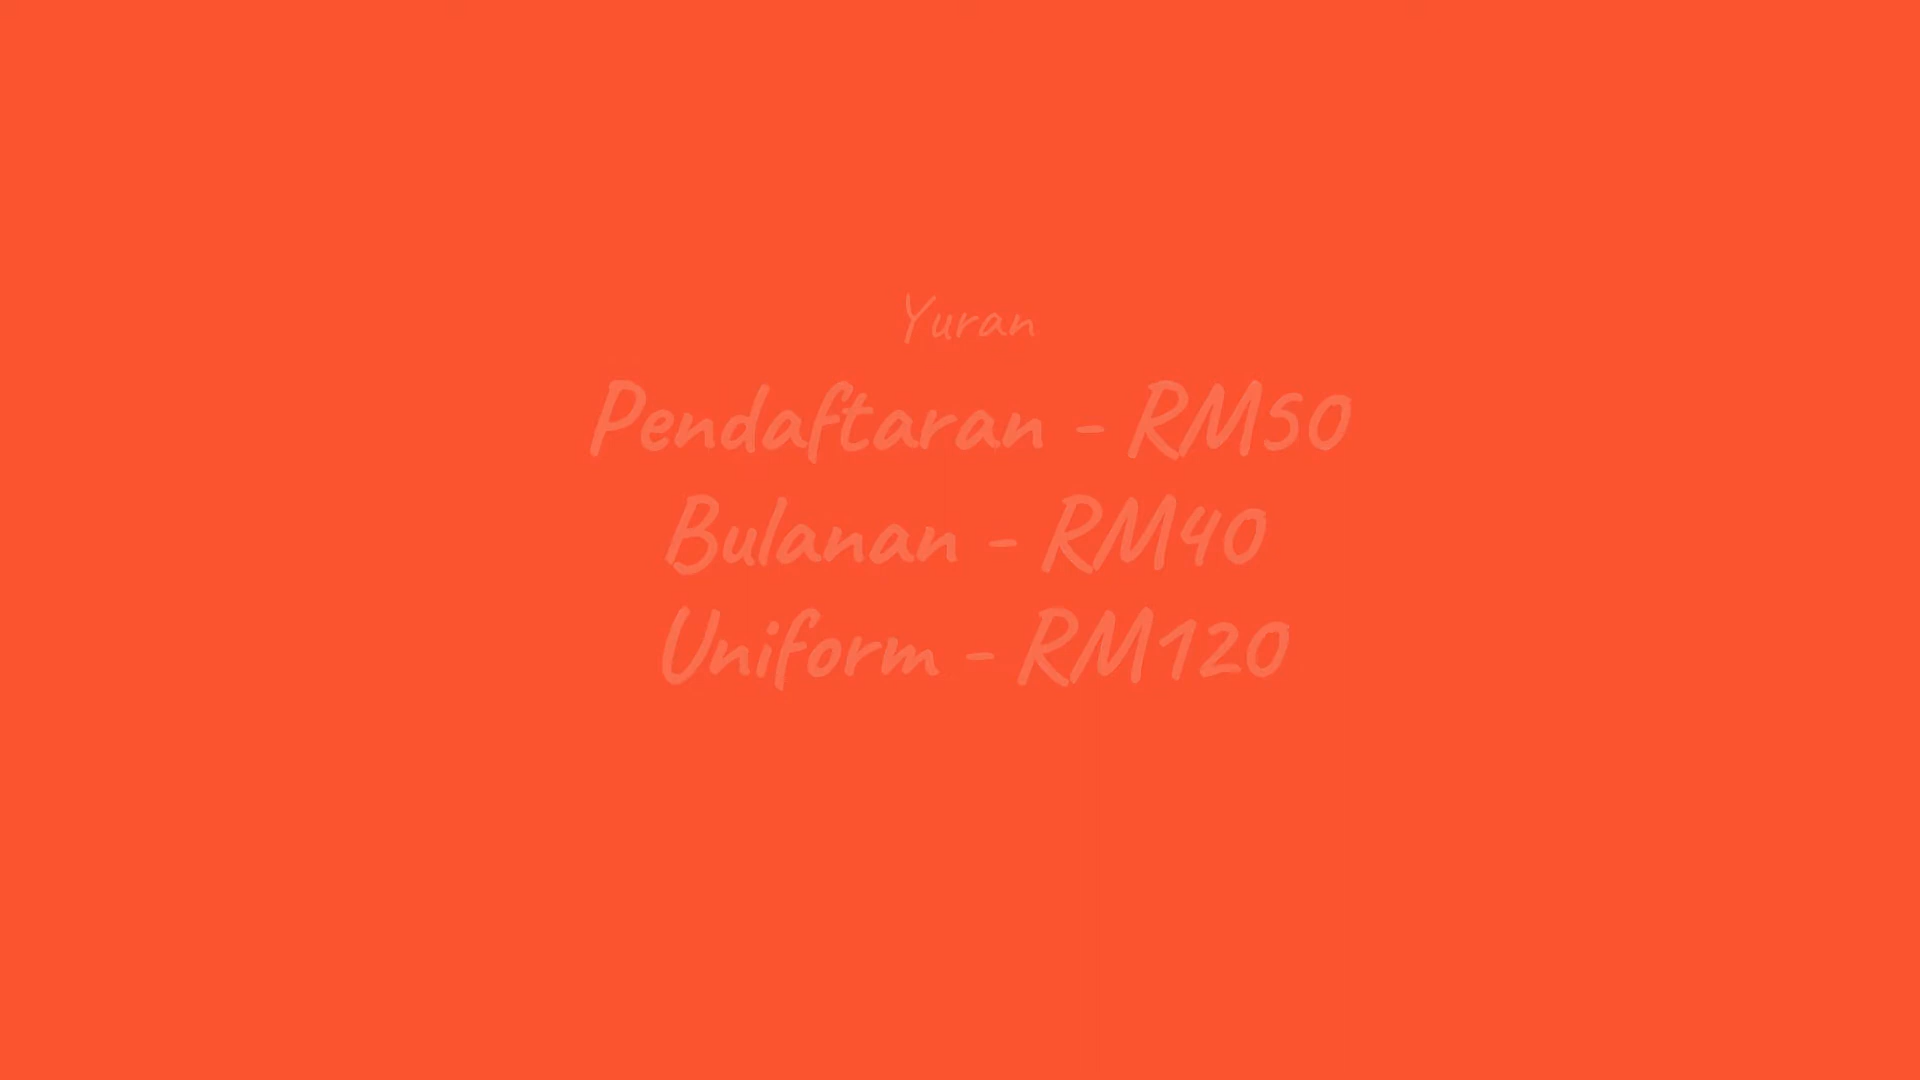 Yuran
Pendaftaran - RM50
Bulanan - RM40
Uniform - RM120